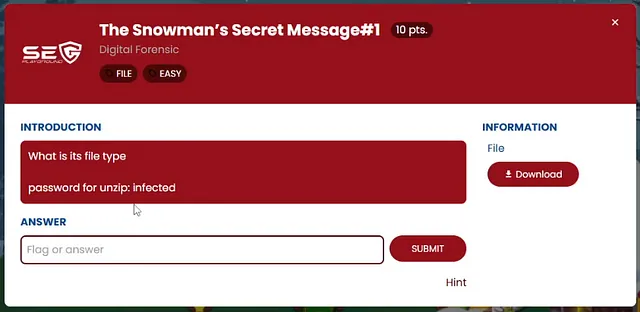 The Snowman's Secret Message#1
10 pts.
×
SEC
PLAYGROUND
Digital Forensic
FILE
EASY
INTRODUCTION
INFORMATION
What is its file type
password for unzip: infected
File
Download
ANSWER
Flag or answer
SUBMIT
Hint